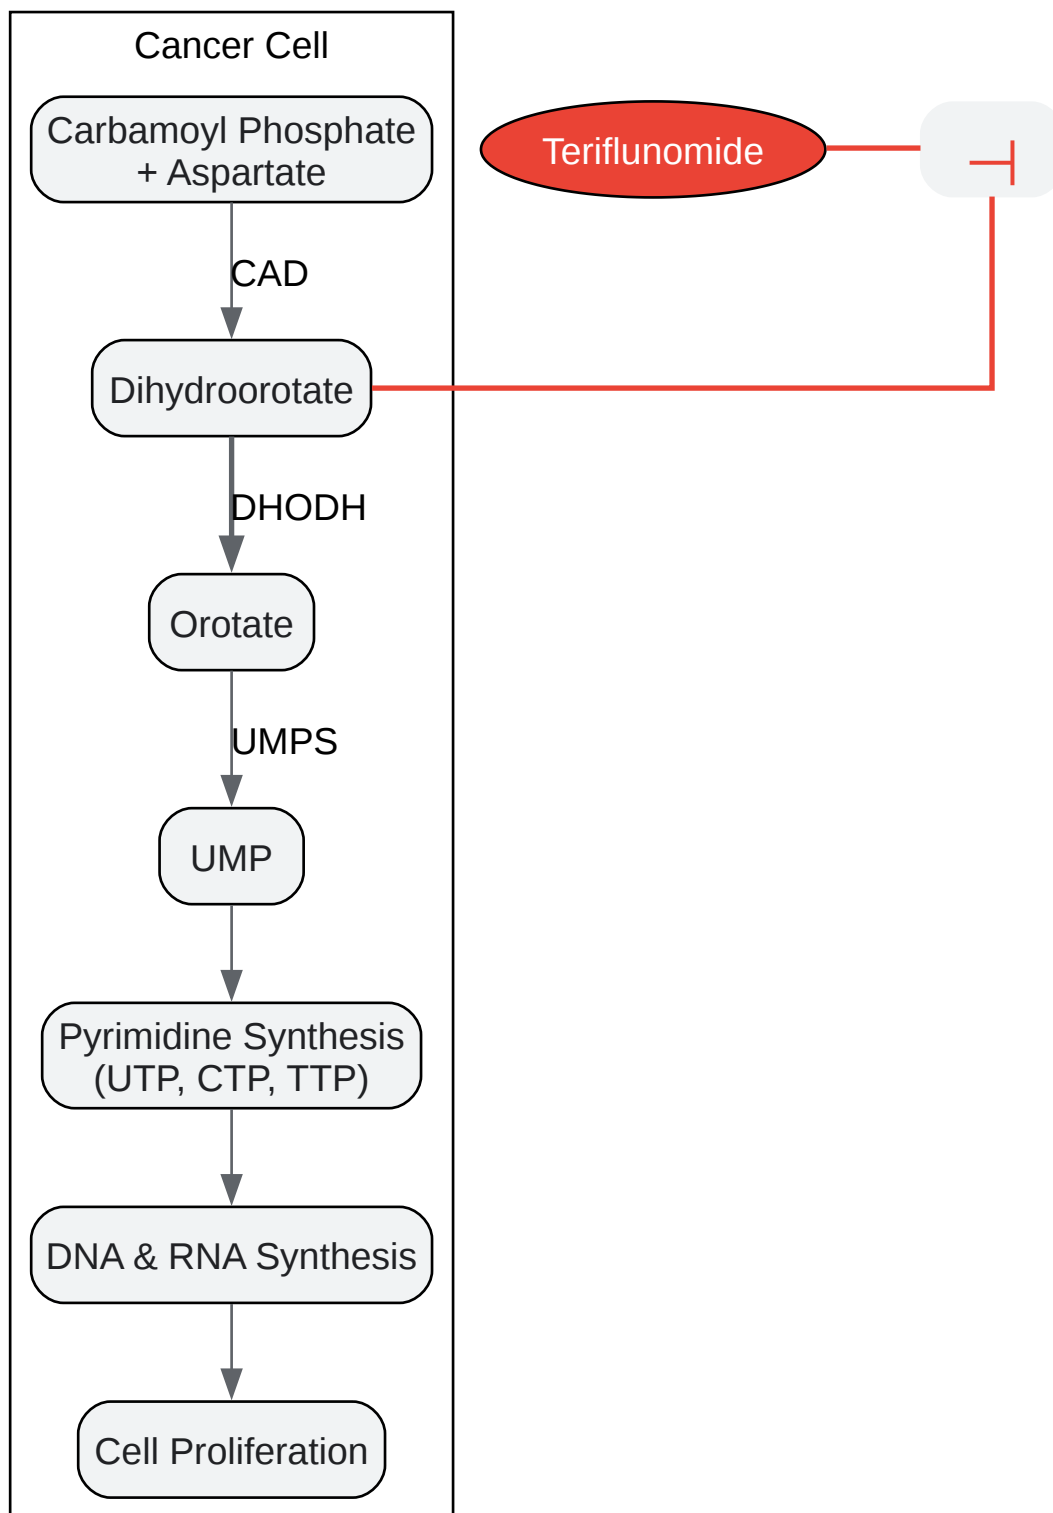 Cancer Cell
Carbamoyl Phosphate
+ Aspartate
Teriflunomide
⊣
CAD
Dihydroorotate
DHODH
Orotate
UMPS
UMP
Pyrimidine Synthesis
(UTP, CTP, TTP)
DNA & RNA Synthesis
Cell Proliferation